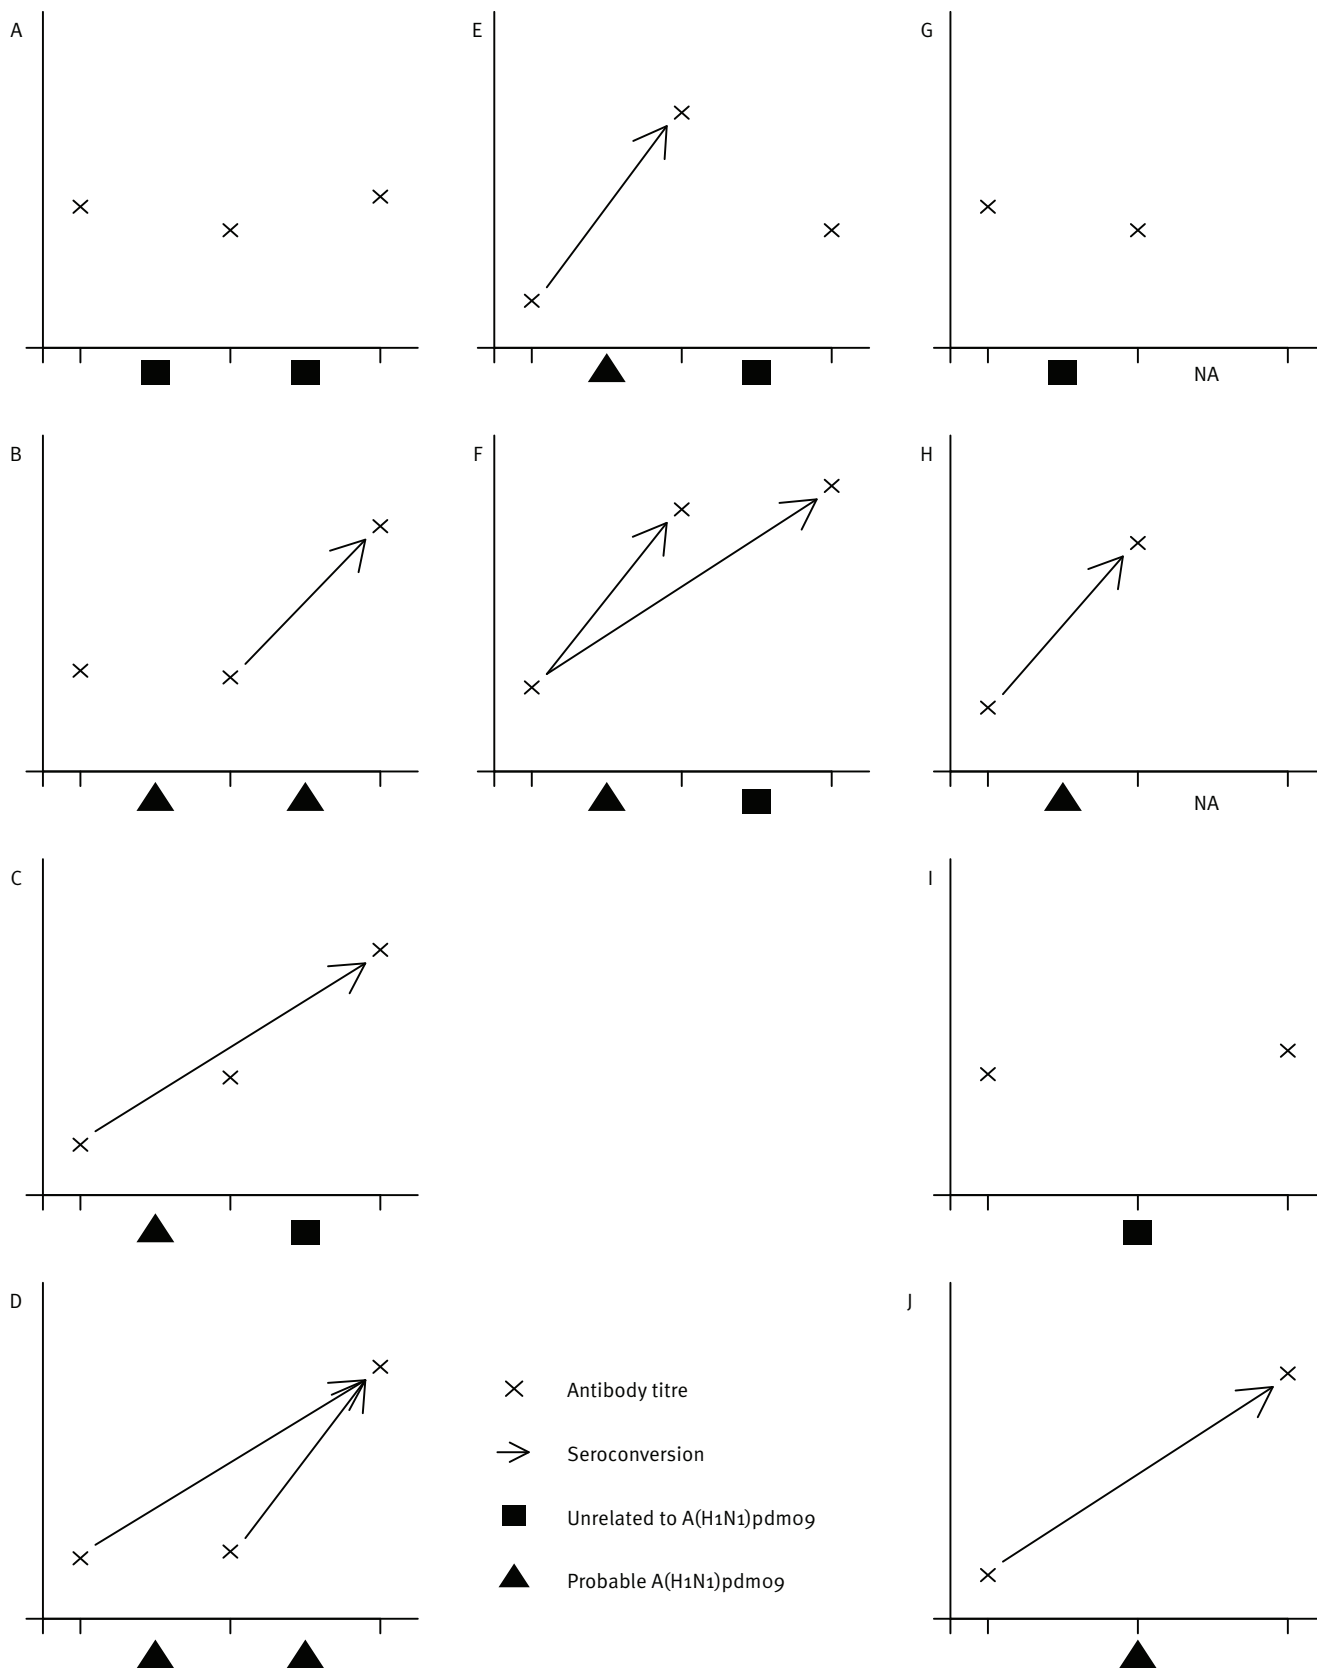 A
E
G
NA
B
F
H
NA
C
I
D
J
Antibody titre
Seroconversion
Unrelated to A(H1N1)pdm09
Probable A(H1N1)pdm09